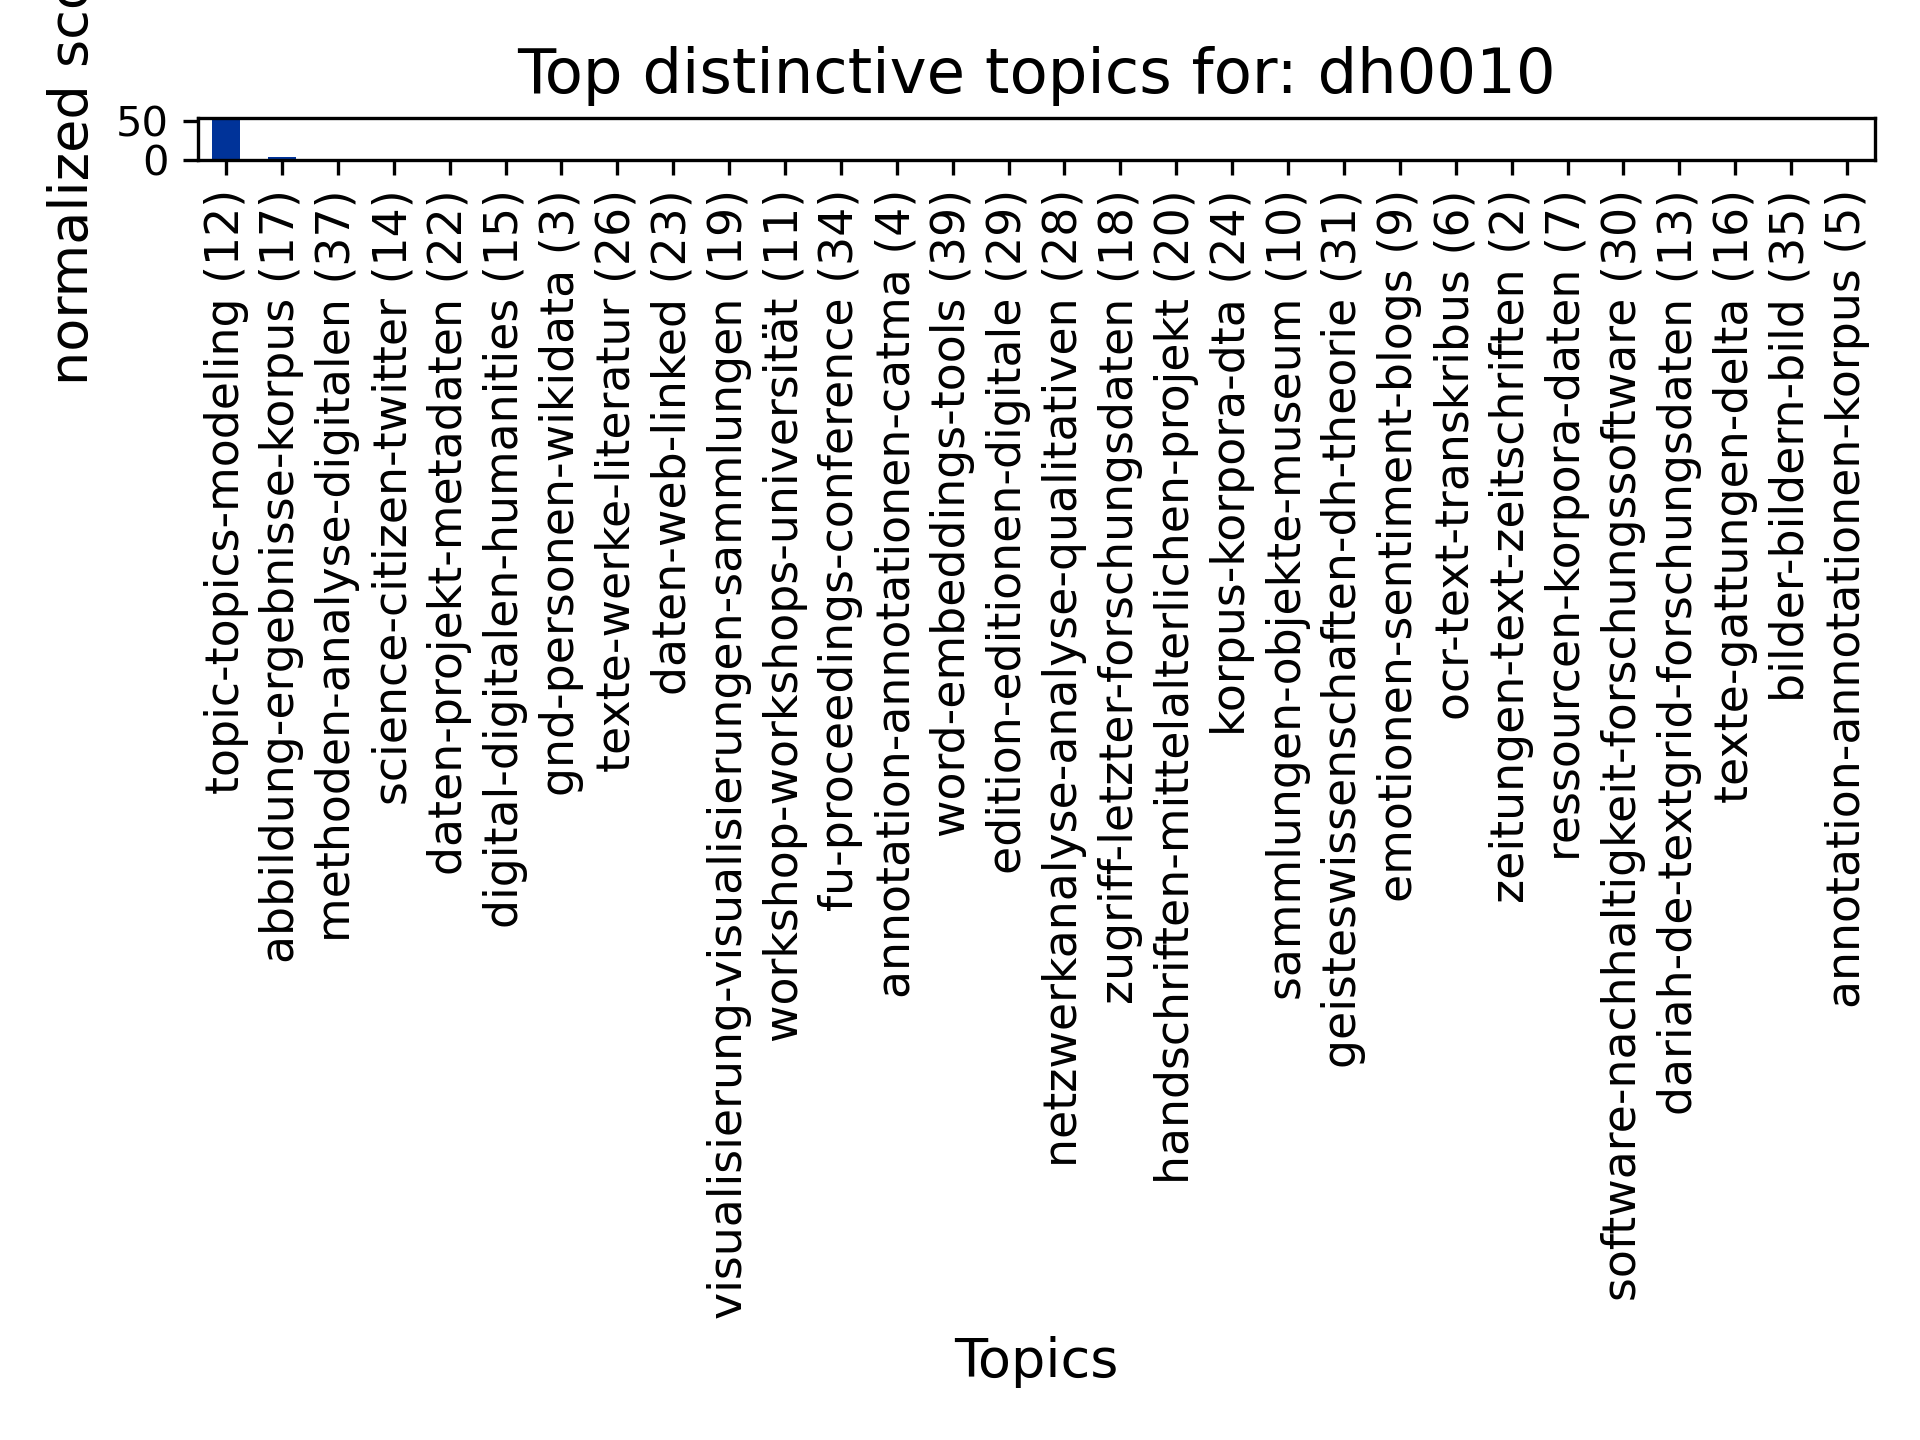 Top distinctive topics for: dh0010
normalized
50
0
topic-topics-modeling (12)
abbildung-ergebnisse-korpus (17)
methoden-analyse-digitalen (37)
science-citizen-twitter (14)
daten-projekt-metadaten (22)
digital-digitalen-humanities (15)
gnd-personen-wikidata (3)
texte-werke-literatur (26)
daten-web-linked (23)
visualisierung-visualisierungen-sammlungen (19)
workshop-workshops-universität (11)
fu-proceedings-conference (34)
annotation-annotationen-catma (4)
word-embeddings-tools (39)
edition-editionen-digitale (29)
netzwerkanalyse-analyse-qualitativen (28)
zugriff-letzter-forschungsdaten (18)
handschriften-mittelalterlichen-projekt (20)
korpus-korpora-dta (24)
sammlungen-objekte-museum (10)
geisteswissenschaften-dh-theorie (31)
emotionen-sentiment-blogs (9)
ocr-text-transkribus (6)
zeitungen-text-zeitschriften (2)
ressourcen-korpora-daten (7)
software-nachhaltigkeit-forschungssoftware (30)
dariah-de-textgrid-forschungsdaten (13)
texte-gattungen-delta (16)
bilder-bildern-bild (35)
annotation-annotationen-korpus (5)
Topics